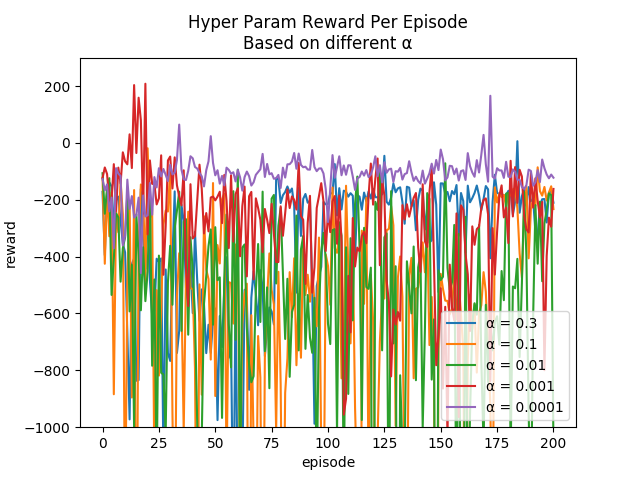 Hyper Param Reward Per Episode
Based on different α
200
0
−200
−400
−600
−800
−1000
reward
0
25
50
75
100
125
150
175
200
episode
α = 0.3
α = 0.1
α = 0.01
α = 0.001
α = 0.0001